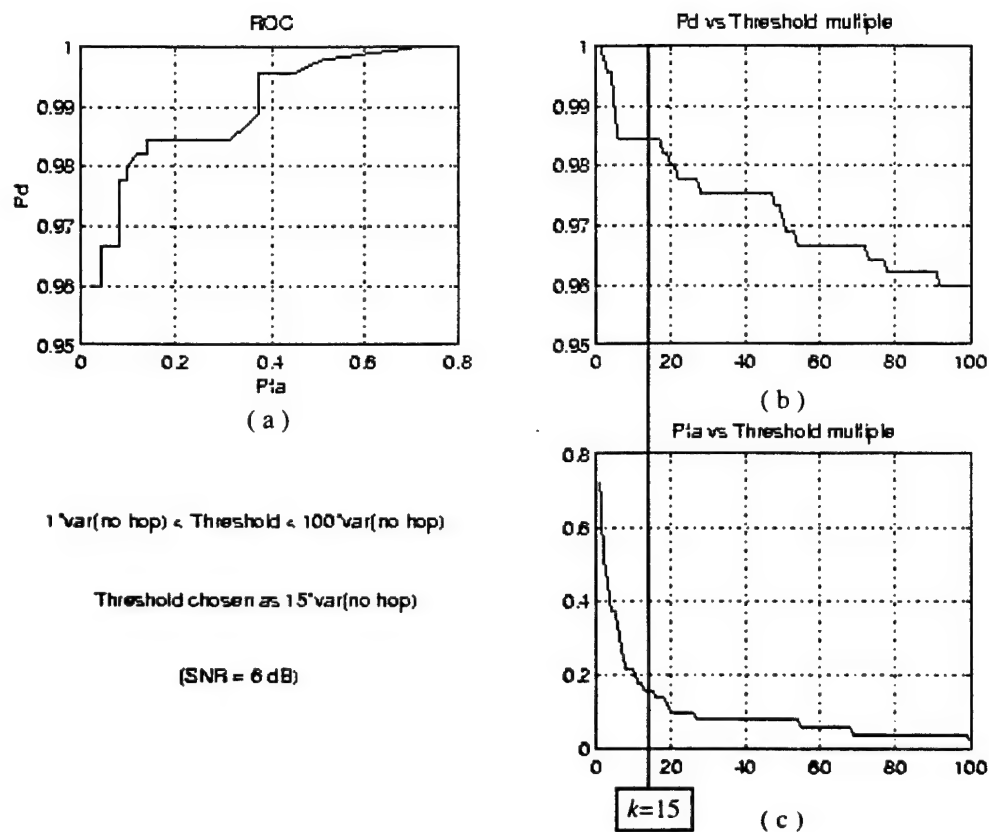 ROC
1
0.99
0.98
0.97
0.96
0.95
Pd
0
0.2
0.4
0.6
0.8
Pfa
( a )
Pd vs Threshold multiple
1
0.99
0.98
0.97
0.96
0.95
0
20
40
60
80
100
( b )
Pfa vs Threshold multiple
0.8
0.6
0.4
0.2
0
0
20
40
60
80
100
k=15
( c )
1*var(no hop) < Threshold < 100*var(no hop)
Threshold chosen as 15*var(no hop)
(SNR = 6 dB)